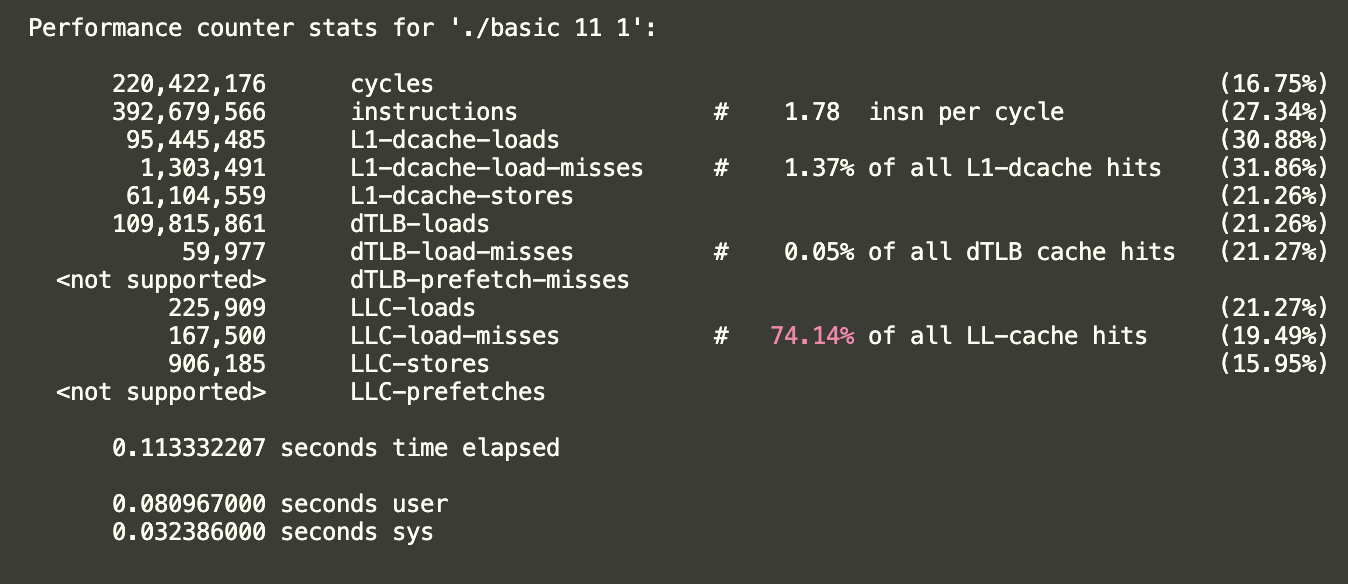 Performance counter stats for './basic 11 1':
220,422,176 cycles (16.75%)
392,679,566 instructions # 1.78 insn per cycle (27.34%)
95,445,485 L1-dcache-loads (30.88%)
1,303,491 L1-dcache-load-misses # 1.37% of all L1-dcache hits (31.86%)
61,104,559 L1-dcache-stores (21.26%)
109,815,861 dTLB-loads (21.26%)
59,977 dTLB-load-misses # 0.05% of all dTLB cache hits (21.27%)
<not supported> dTLB-prefetch-misses
225,909 LLC-loads (21.27%)
167,500 LLC-load-misses # 74.14% of all LL-cache hits (19.49%)
906,185 LLC-stores (15.95%)
<not supported> LLC-prefetches
0.113332207 seconds time elapsed
0.080967000 seconds user
0.032386000 seconds sys